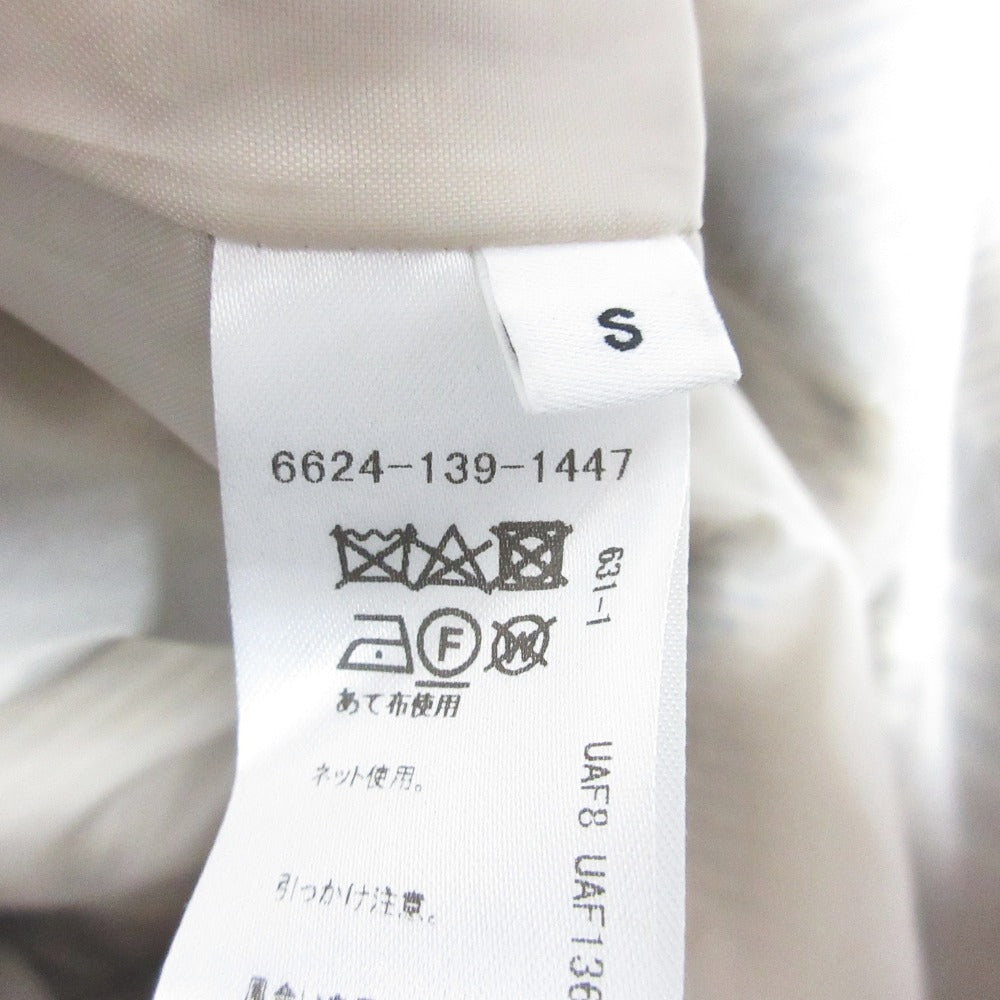 S
6624-139-1447
F
W
あて布使用
ネット使用。
引っかけ注意。
631-1
UAF8 UAF136